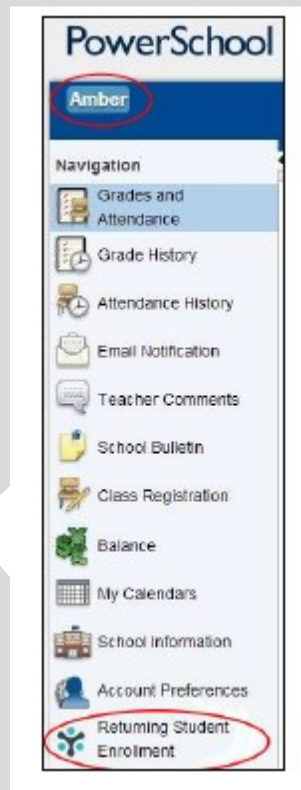 PowerSchool
Amber
Navigation
Grades and
Attendance
Grade History
Attendance History
Email Notification
Teacher Comments
School Bulletin
Class Registration
Balance
My Calendars
School Information
Account Preferences
Returning Student
Enrollment